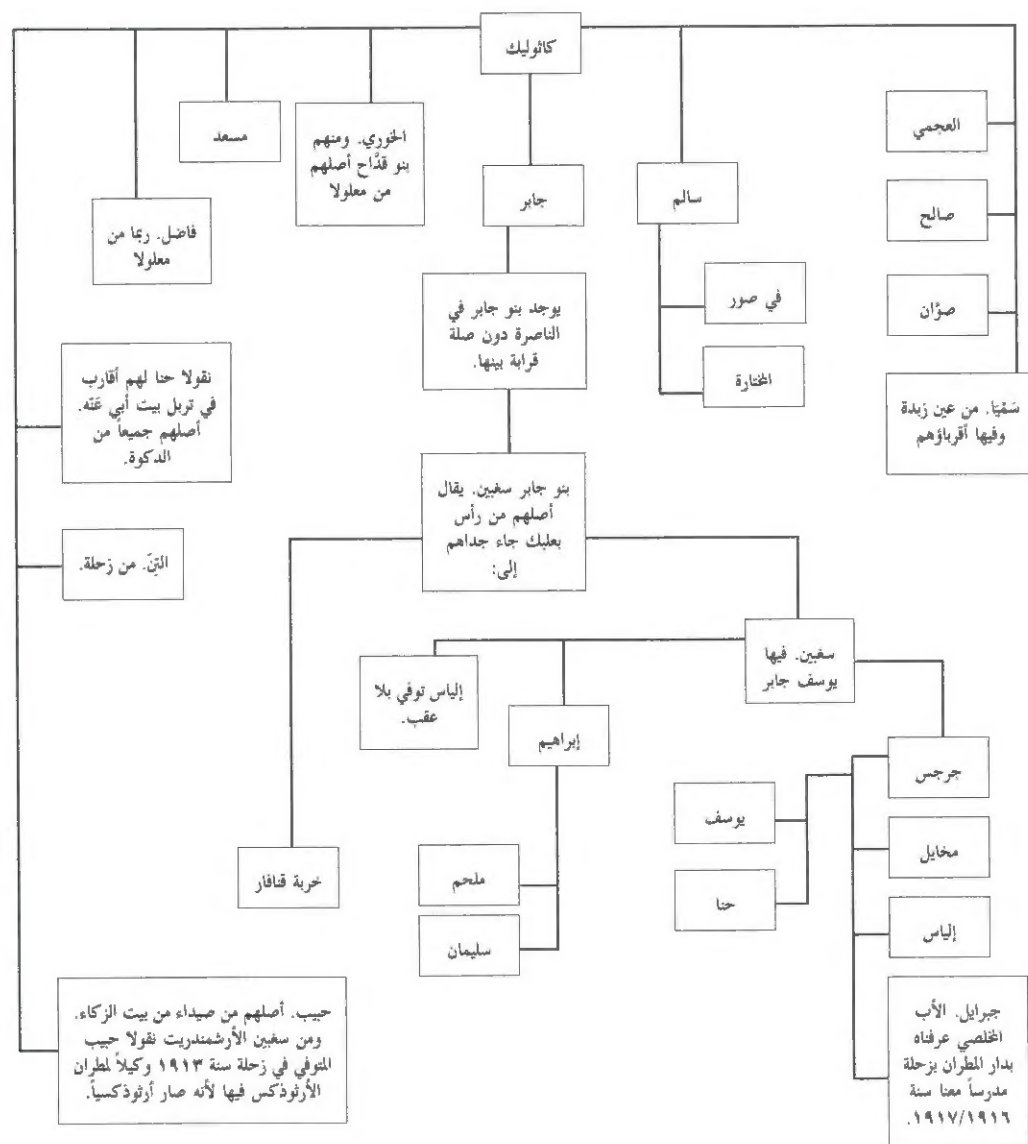 كاثوليك
العجمي
صالح
صوَّان
سَمْيَا. من عين زبدة
وفيها أقرباؤهم
سالم
في صور
المختارة
جابر
يوجد بنو جابر في
الناصرة دون صلة
قرابة بينها.
بنو جابر سغبين. يقال
أصلهم من رأس
بعلبك جاء جداهم
إلى:
الخوري. ومنهم
بنو قدَّاح أصلهم
من معلولا
مسعد
فاضل. ربما من
معلولا
نقولا حنا لهم أقارب
في تربل بيت أبي عَتَه.
أصلهم جميعاً من
الدكوة.
التِنَ. من زحلة.
سغبين. فيها
يوسف جابر
إلياس توفي بلا
عقب.
إبراهيم
ملحم
سليمان
جرجس
يوسف
حنا
مخايل
إلياس
جبرايل. الأب
المخلصي عرفناه
بدار المطران بزحلة
مدرساً معنا سنة
١٩١٧/١٩١٦.
خربة قنافار
حبيب. أصلهم من صيداء من بيت الزكاء.
ومن سغبين الأرشمندريت نقولا حبيب
المتوفي في زحلة سنة ١٩١٣ وكيلاً لمطران
الأرثوذكس فيها لأنه صار أرثوذكسياً.